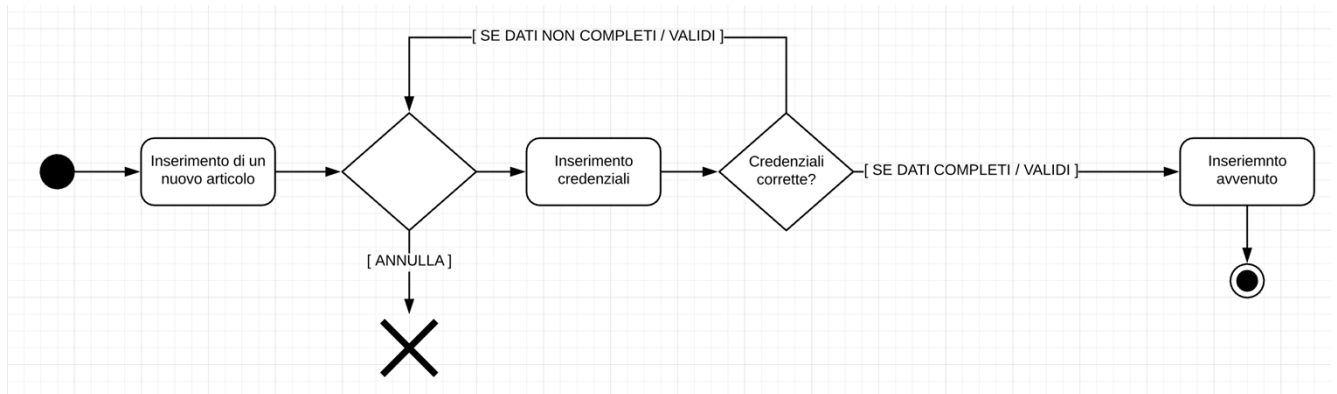 [ SE DATI NON COMPLETI / VALIDI ]
Inserimento di un
nuovo articolo
Inserimento
credenziali
Credenziali
corrette?
[ SE DATI COMPLETI / VALIDI ]
Inseriemnto
avvenuto
[ ANNULLA ]